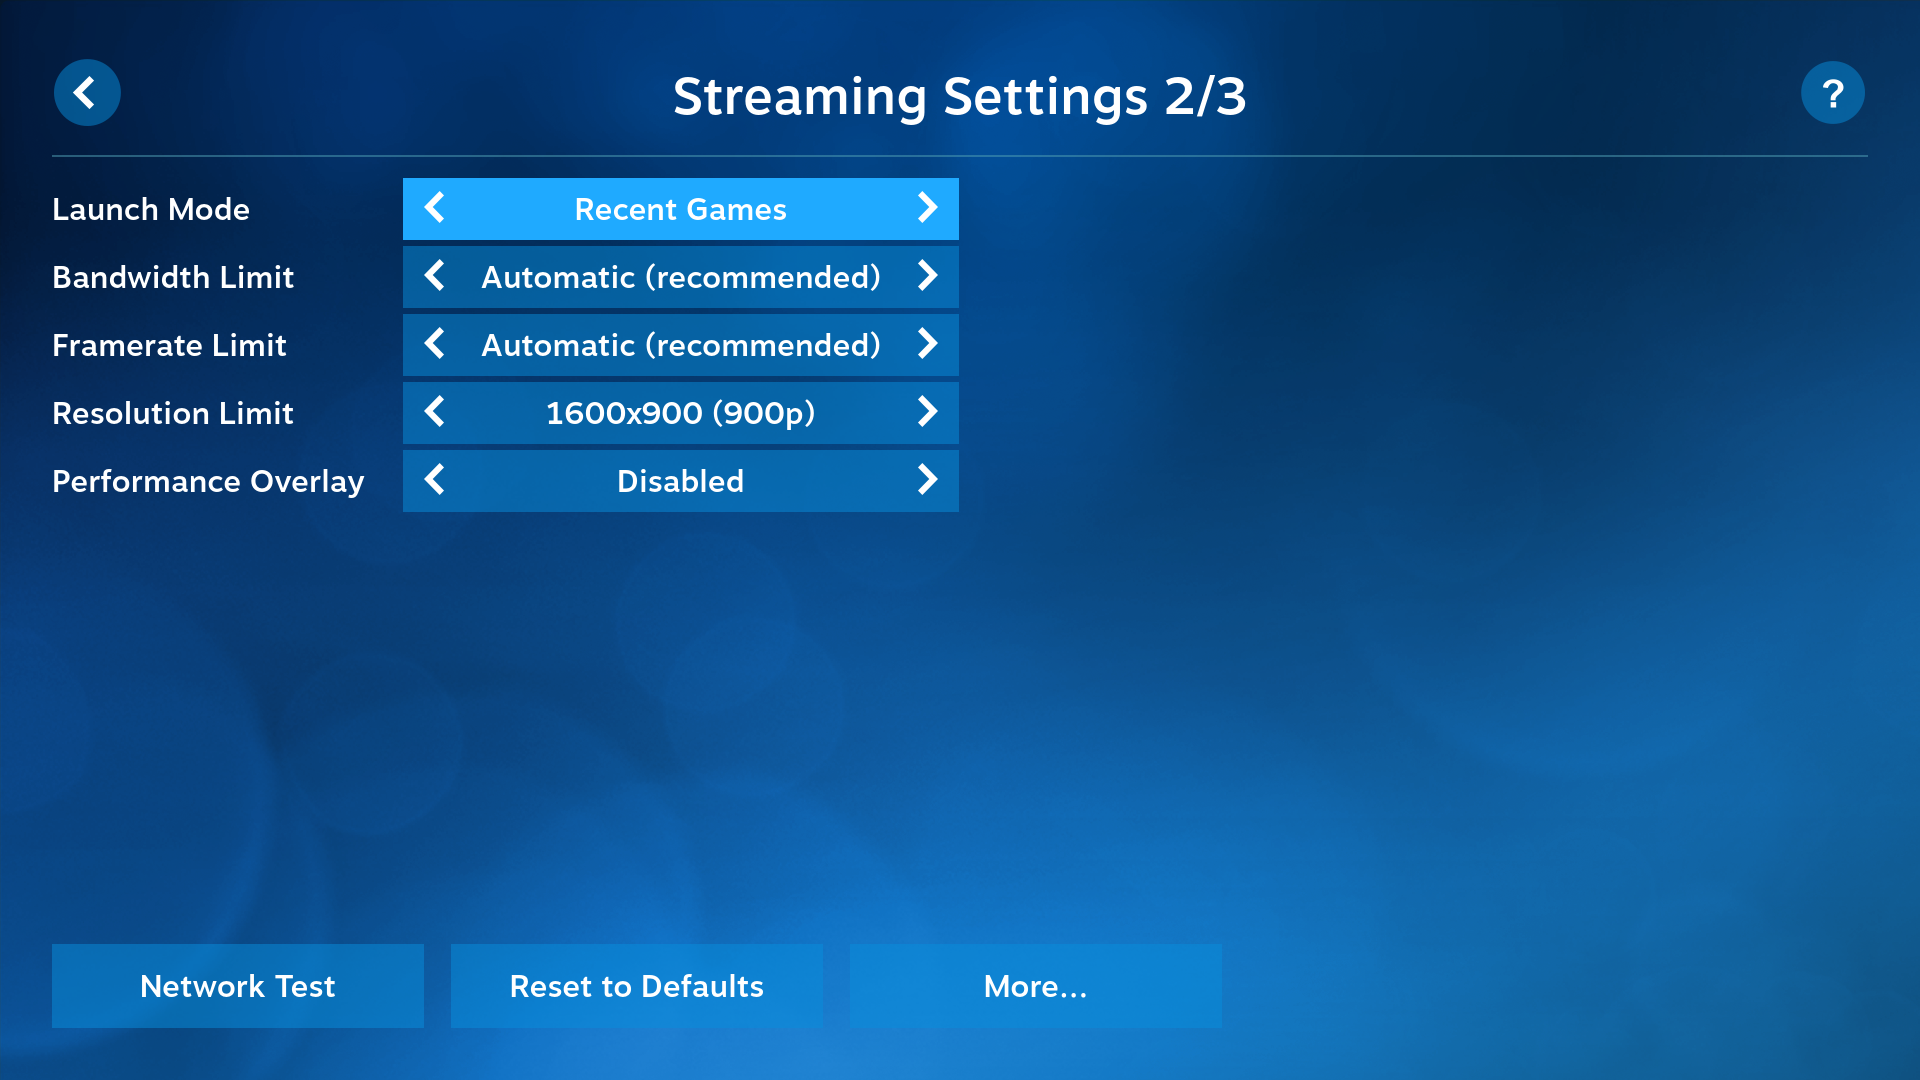 Streaming Settings 2/3
?
Launch Mode
Recent Games
Bandwidth Limit
Automatic (recommended)
Framerate Limit
Automatic (recommended)
Resolution Limit
1600x900 (900p)
Performance Overlay
Disabled
Network Test
Reset to Defaults
More...